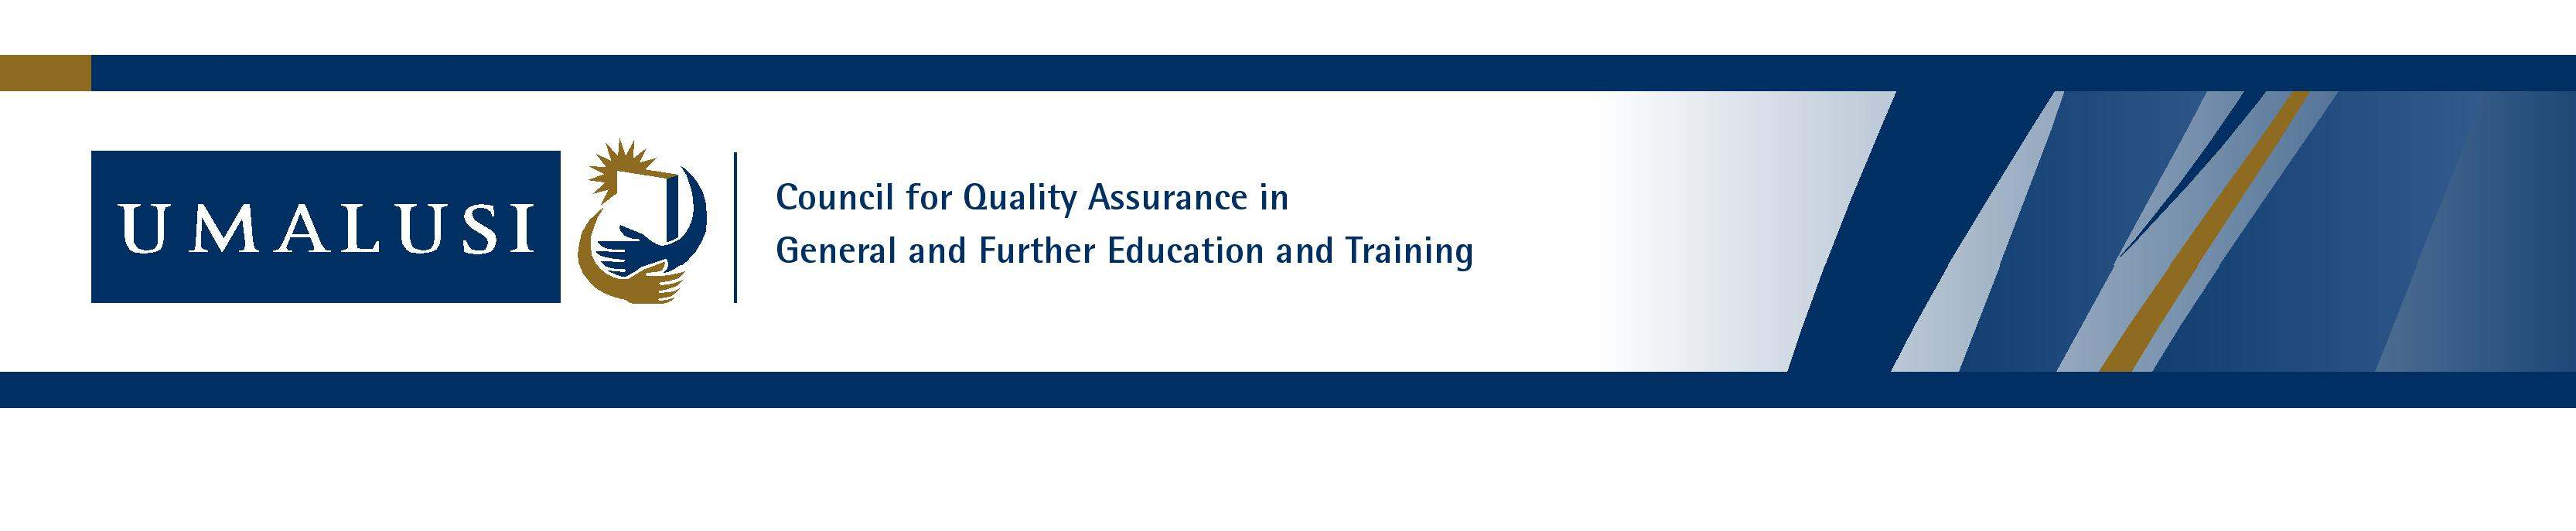 UMALUSI
Council for Quality Assurance in
General and Further Education and Training